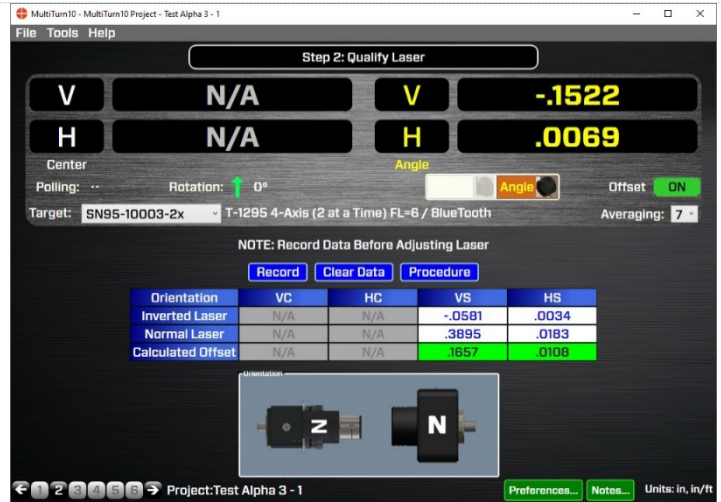 MultiTurn10 - MultiTurn10 Project - Test Alpha 3 - 1
File Tools Help
Step 2: Qualify Laser
V N/A V -.1522
H N/A H .0069
Center Angle
Polling: .. Rotation: 0° Angle Offset ON
Target: SN95-10003-2x T-1295 4-Axis (2 at a Time) FL=6 / BlueTooth Averaging: 7
NOTE: Record Data Before Adjusting Laser
Record Clear Data Procedure
Orientation VC HC VS HS
Inverted Laser N/A N/A -.0581 .0034
Normal Laser N/A N/A .3895 .0183
Calculated Offset N/A N/A .1657 .0108
Orientation
N N
1 2 3 4 5 6 Project:Test Alpha 3 - 1 Preferences... Notes... Units: in, in/ft